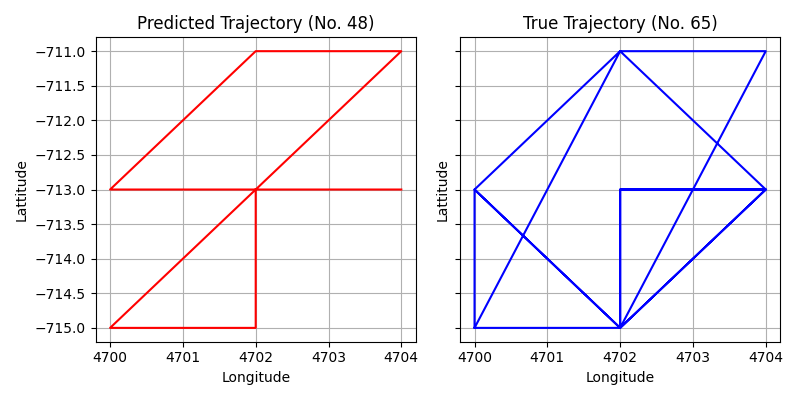 Predicted Trajectory (No. 48)
True Trajectory (No. 65)
−711.0
−711.5
−712.0
−712.5
−713.0
−713.5
−714.0
−714.5
−715.0
Lattitude
Lattitude
4700 4701 4702 4703 4704
4700 4701 4702 4703 4704
Longitude
Longitude